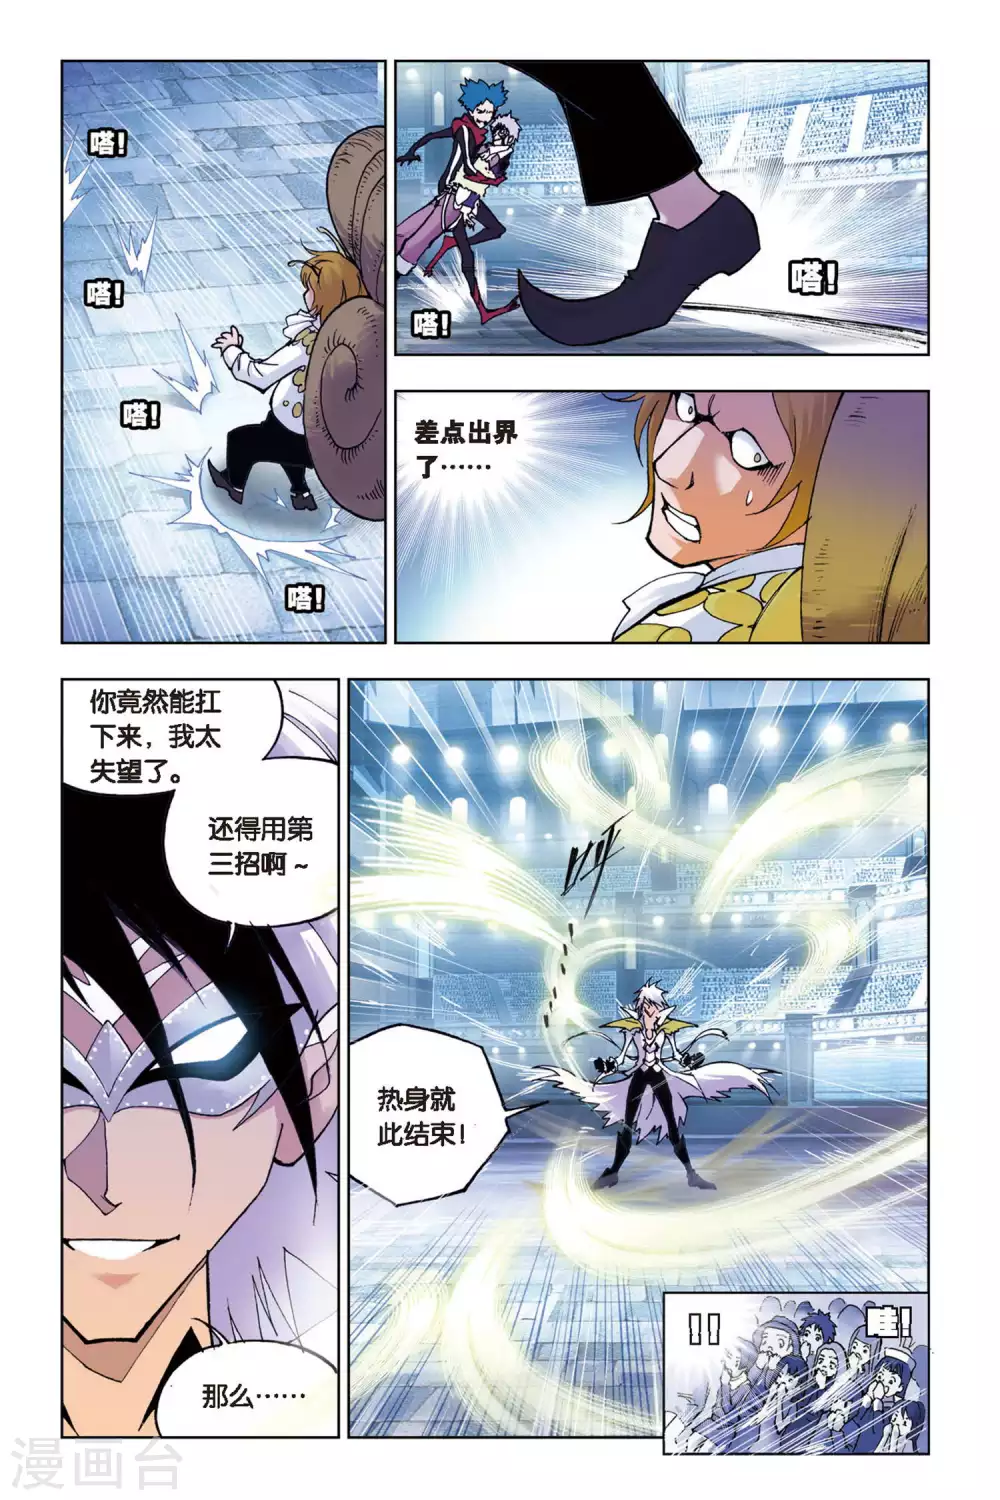 嗒！
嗒！
嗒！
嗒！
嗒！
嗒！
差点出界
了……
你竟然能扛
下来，我太
失望了。
还得用第
三招啊～
那么……
呼
热身就
此结束！
!!
哇！
漫画台